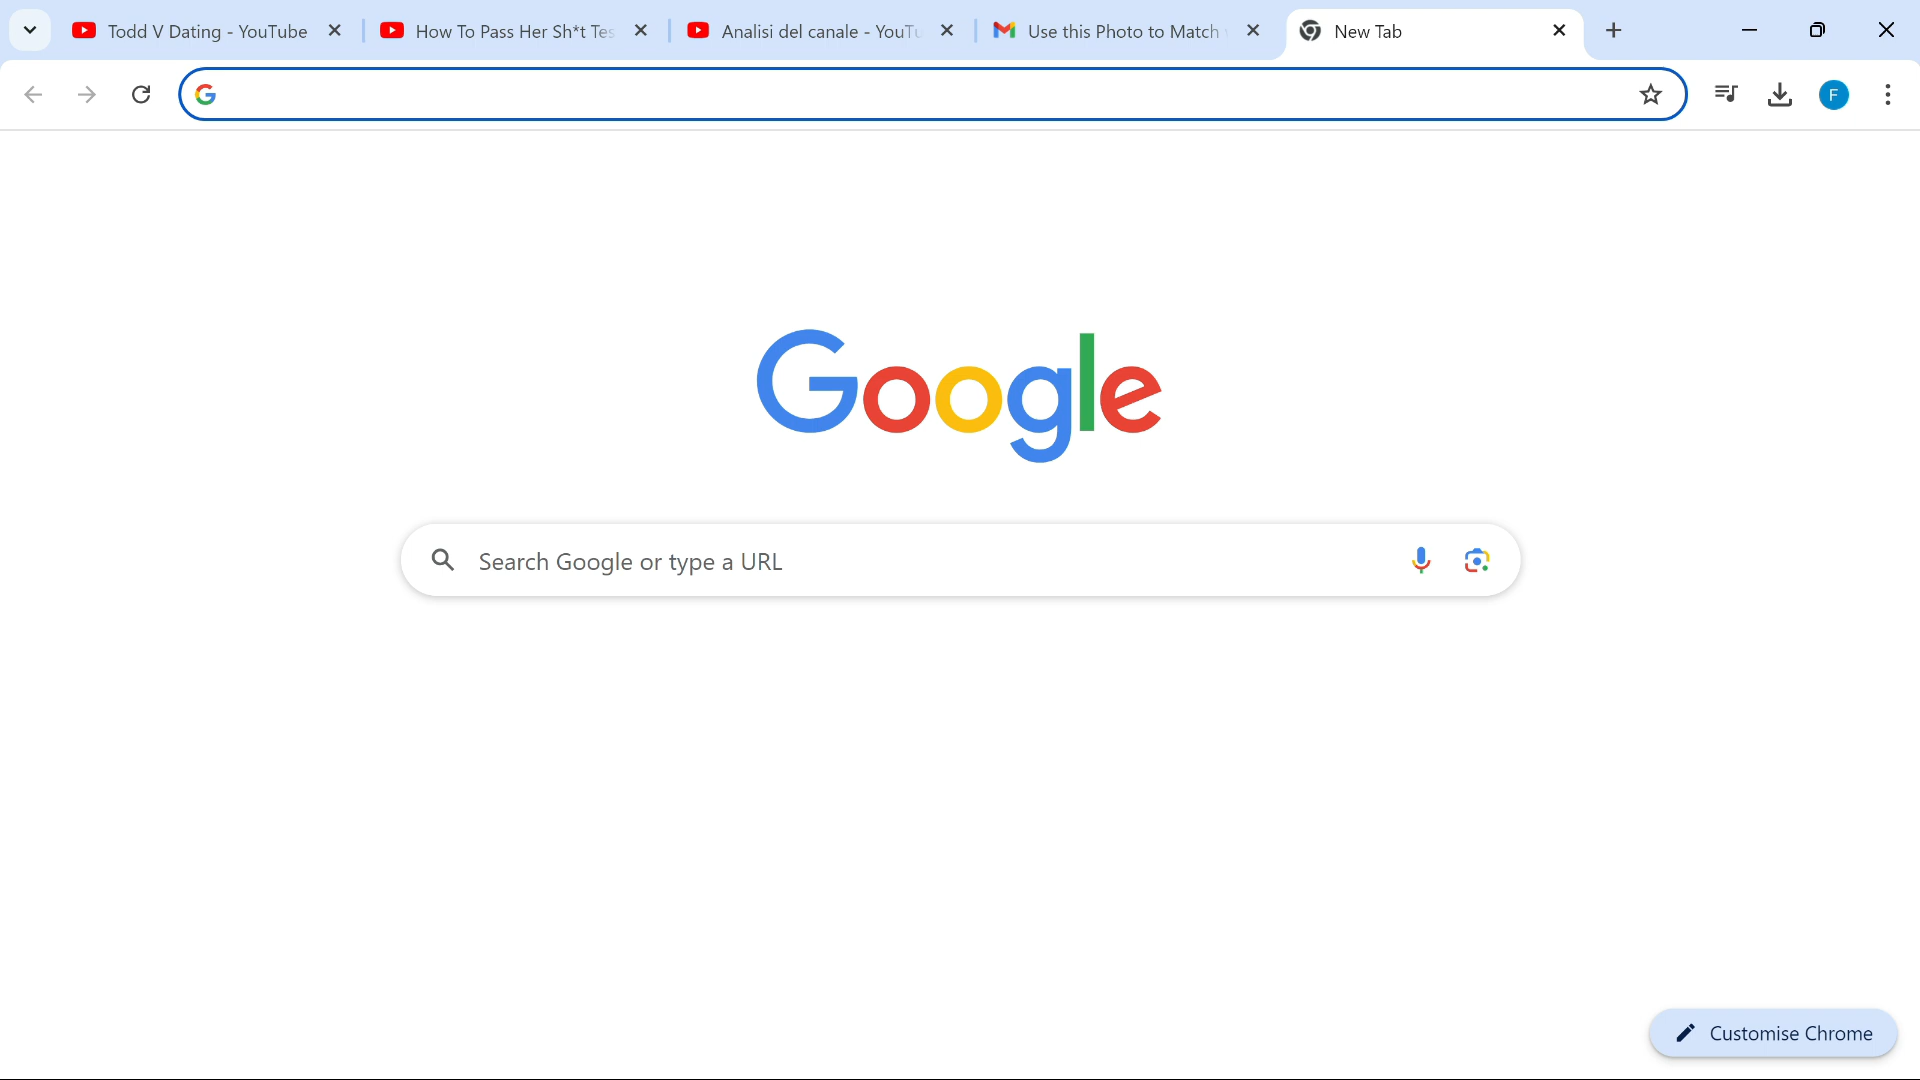 Todd V Dating - YouTube
How To Pass Her Sh*t Tes
Analisi del canale - YouTu
Use this Photo to Match
New Tab
F
Google
Search Google or type a URL
Customise Chrome